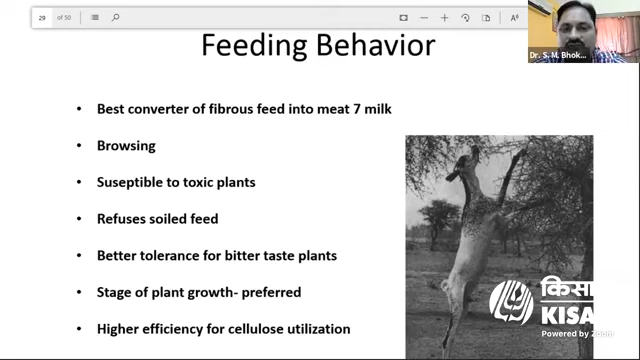 29 of 50
Feeding Behavior
Dr. S. M. Bhok...
• Best converter of fibrous feed into meat 7 milk
• Browsing
• Suseptible to toxic plants
• Refuses soiled feed
• Better tolerance for bitter taste plants
• Stage of plant growth- preferred
• Higher efficiency for cellulose utilization
किसा
KISA
Powered by Zoom